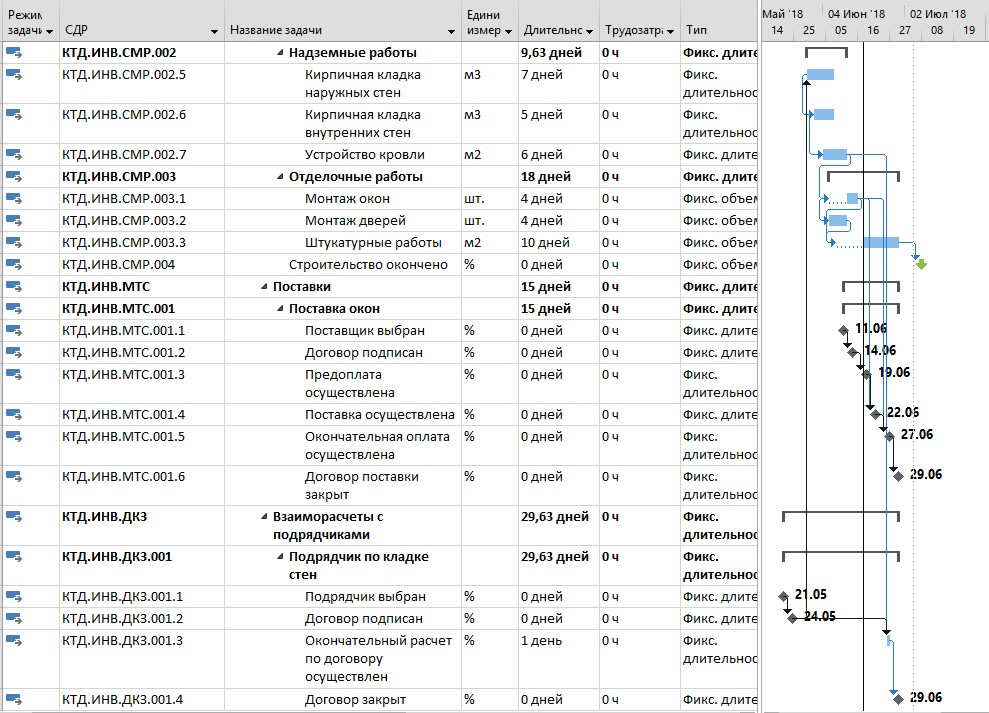 Режим задачи СДР Название задачи Едини измер Длительнс Трудозатра Тип Май '18 04 Июн '18 02 Июл '18
14 25 05 16 27 08 19
КТД.ИНВ.СМР.002 Надземные работы 9,63 дней 0 ч Фикс. длите
КТД.ИНВ.СМР.002.5 Кирпичная кладка м3 7 дней 0 ч Фикс.
наружных стен длительнос
КТД.ИНВ.СМР.002.6 Кирпичная кладка м3 5 дней 0 ч Фикс.
внутренних стен длительнос
КТД.ИНВ.СМР.002.7 Устройство кровли м2 6 дней 0 ч Фикс. длите
КТД.ИНВ.СМР.003 Отделочные работы 18 дней 0 ч Фикс. длите
КТД.ИНВ.СМР.003.1 Монтаж окон шт. 4 дней 0 ч Фикс. объем
КТД.ИНВ.СМР.003.2 Монтаж дверей шт. 4 дней 0 ч Фикс. объем
КТД.ИНВ.СМР.003.3 Штукатурные работы м2 10 дней 0 ч Фикс. объем
КТД.ИНВ.СМР.004 Строительство окончено % 0 дней 0 ч Фикс. объем
КТД.ИНВ.МТС Поставки 15 дней 0 ч Фикс. длите
КТД.ИНВ.МТС.001 Поставка окон 15 дней 0 ч Фикс. длите
КТД.ИНВ.МТС.001.1 Поставщик выбран % 0 дней 0 ч Фикс. длите 11.06
КТД.ИНВ.МТС.001.2 Договор подписан % 0 дней 0 ч Фикс. длите 14.06
КТД.ИНВ.МТС.001.3 Предоплата % 0 дней 0 ч Фикс. 19.06
осуществлена длительнос
КТД.ИНВ.МТС.001.4 Поставка осуществлена % 0 дней 0 ч Фикс. длите 22.06
КТД.ИНВ.МТС.001.5 Окончательная оплата % 0 дней 0 ч Фикс. 27.06
осуществлена длительнос
КТД.ИНВ.МТС.001.6 Договор поставки % 0 дней 0 ч Фикс. 29.06
закрыт длительнос
КТД.ИНВ.ДКЗ Взаиморасчеты с 29,63 дней 0 ч Фикс.
подрядчиками длительнос
КТД.ИНВ.ДКЗ.001 Подрядчик по кладке 29,63 дней 0 ч Фикс.
стен длительнос
КТД.ИНВ.ДКЗ.001.1 Подрядчик выбран % 0 дней 0 ч Фикс. длите 21.05
КТД.ИНВ.ДКЗ.001.2 Договор подписан % 0 дней 0 ч Фикс. длите 24.05
КТД.ИНВ.ДКЗ.001.3 Окончательный расчет % 1 день 0 ч Фикс.
по договору длительнос
осуществлен
КТД.ИНВ.ДКЗ.001.4 Договор закрыт % 0 дней 0 ч Фикс. длите 29.06